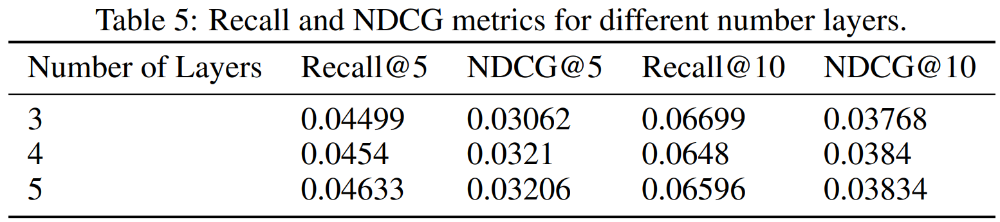 Table 5: Recall and NDCG metrics for different number layers.
Number of Layers Recall@5 NDCG@5 Recall@10 NDCG@10
3 0.04499 0.03062 0.06699 0.03768
4 0.0454 0.0321 0.0648 0.0384
5 0.04633 0.03206 0.06596 0.03834